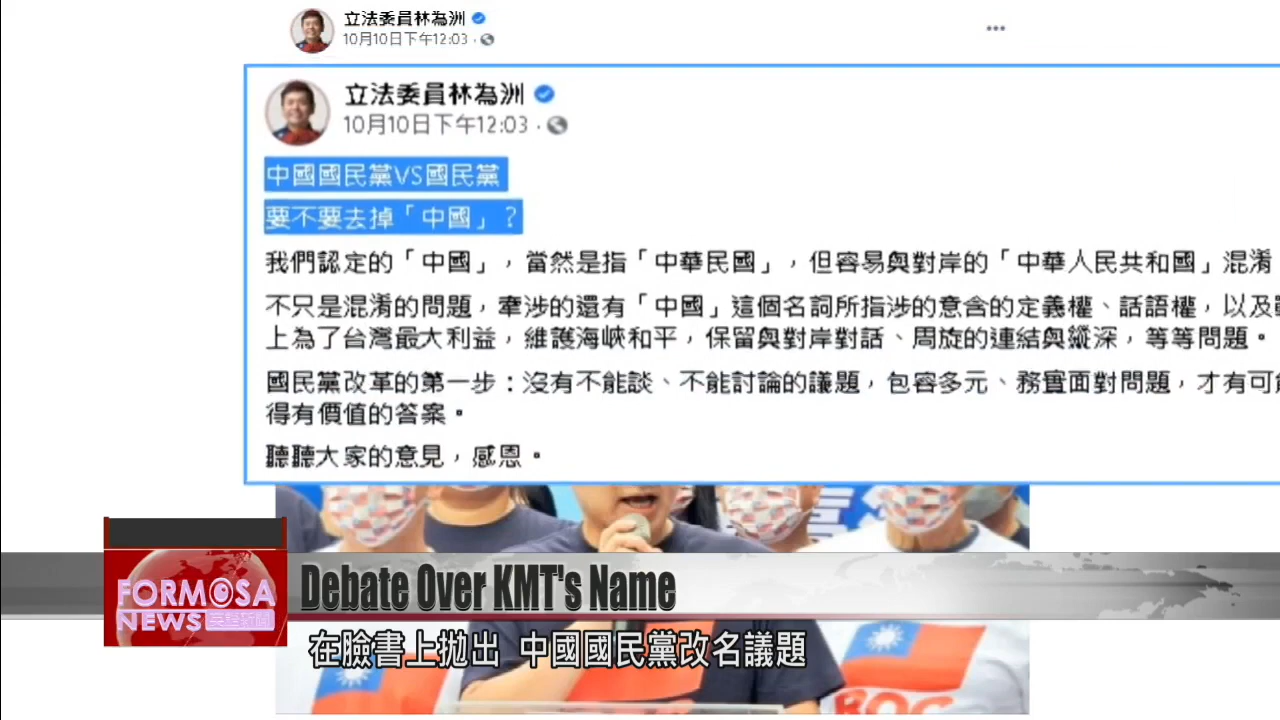 立法委員林為洲
10月10日下午12:03
立法委員林為洲
10月10日下午12:03
中國國民黨VS國民黨
要不要去掉「中國」？
我們認定的「中國」，當然是指「中華民國」，但容易與對岸的「中華人民共和國」混淆
不只是混淆的問題，牽涉的還有「中國」這個名詞所指涉的意含的定義權、話語權，以及
上為了台灣最大利益，維護海峽和平，保留與對岸對話、周旋的連結與縱深，等等問題。
國民黨改革的第一步：沒有不能談、不能討論的議題，包容多元、務實面對問題，才有可
得有價值的答案。
聽聽大家的意見，感恩。
FORMOSA
NEWS 英語新聞
Debate Over KMT's Name
在臉書上拋出 中國國民黨改名議題
ROC